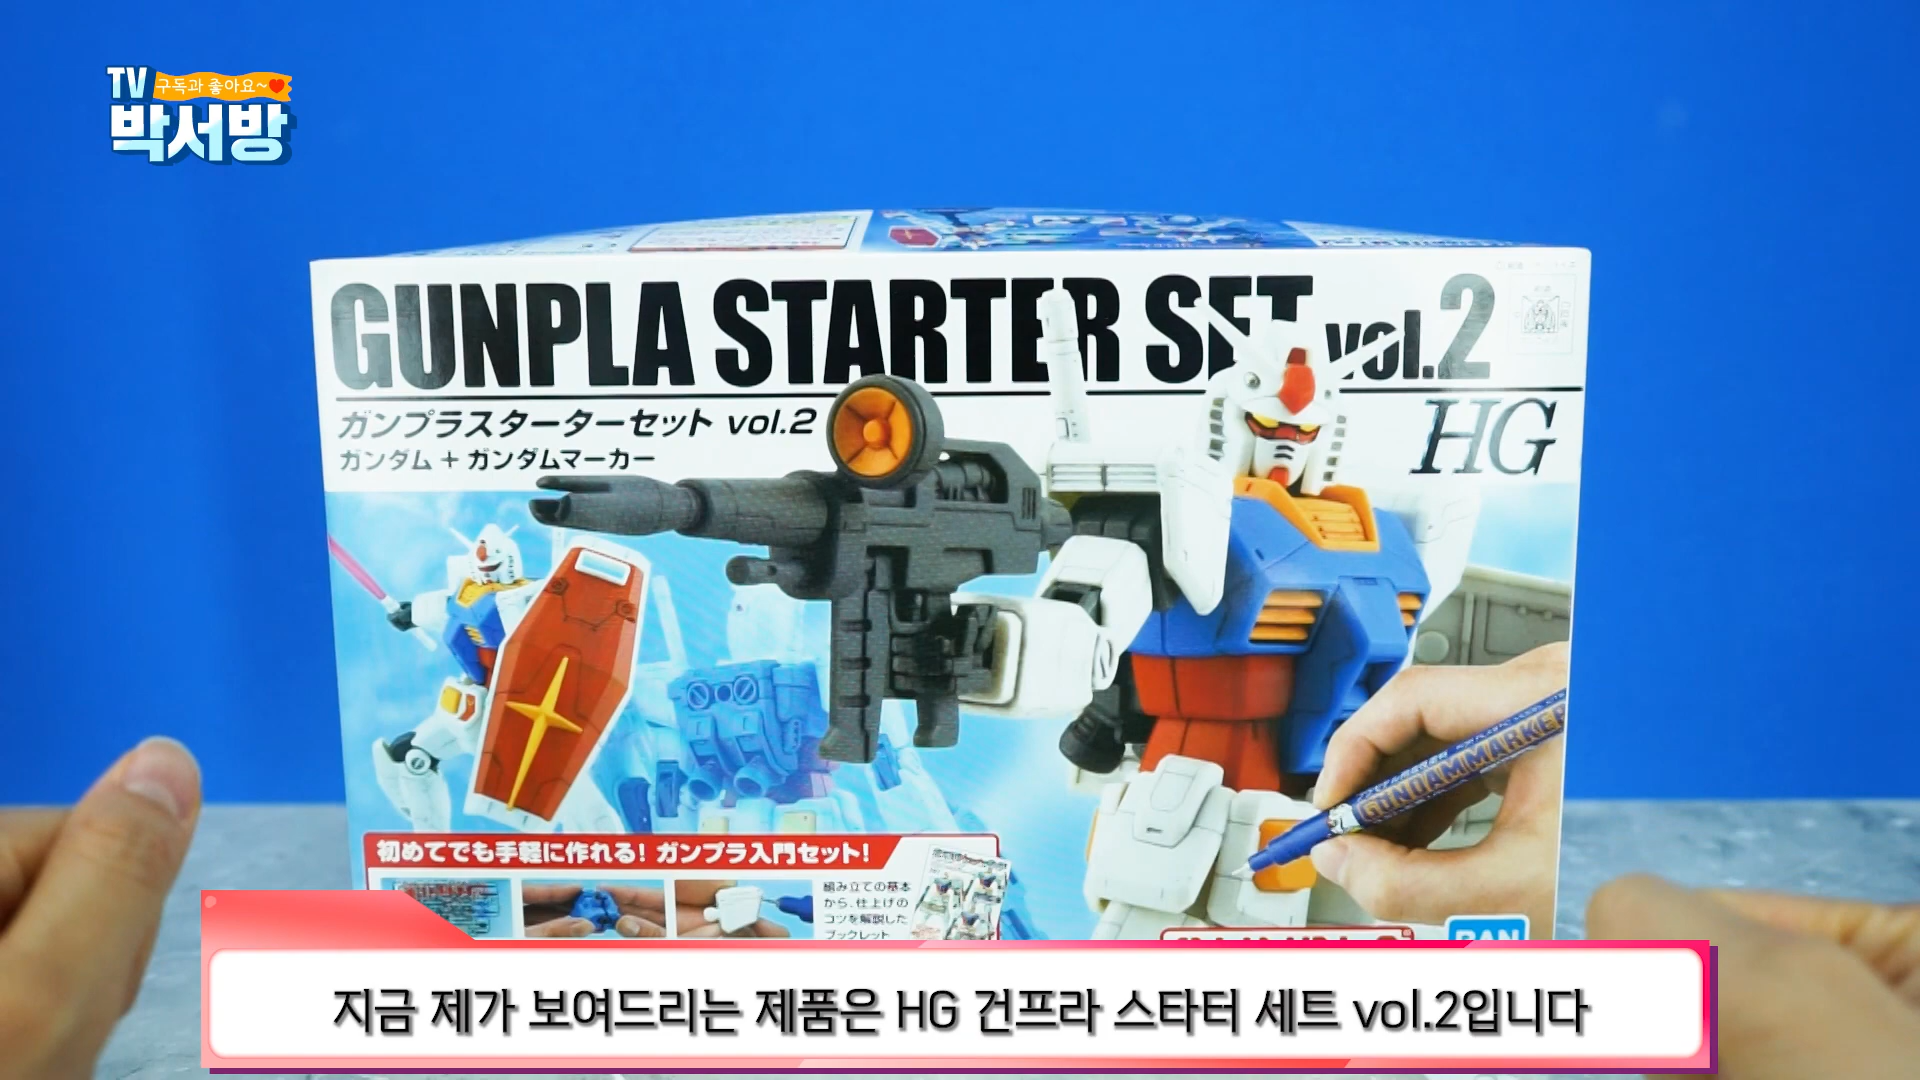 TV 구독과 좋아요~
박서방
GUNPLA STARTER SET vol.2
ガンプラスターターセット vol.2
ガンダム + ガンダムマーカー
HG
GUNDAM MARKER
初めてでも手軽に作れる! ガンプラ入門セット!
組み立ての基本
から、仕上げの
コツを解説した
ブックレット
BAN
지금 제가 보여드리는 제품은 HG 건프라 스타터 세트 vol.2입니다